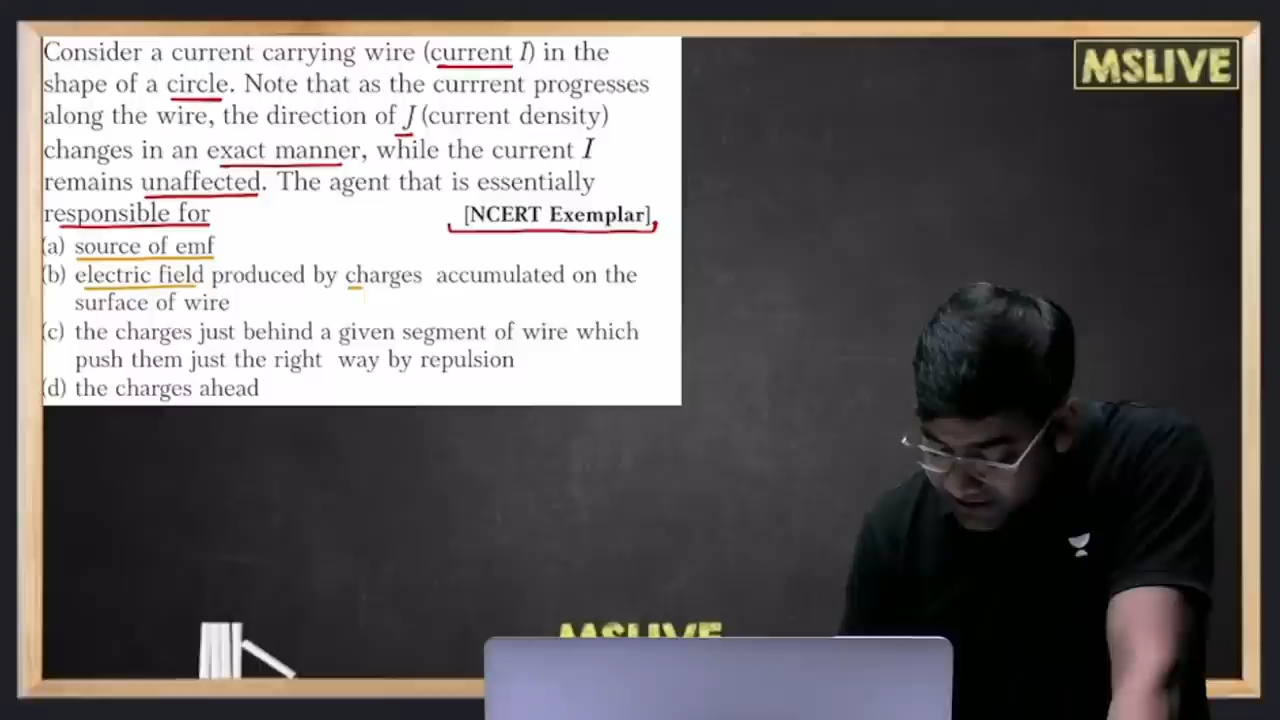 Consider a current carrying wire (current I) in the
shape of a circle. Note that as the currrent progresses
along the wire, the direction of J (current density)
changes in an exact manner, while the current I
remains unaffected. The agent that is essentially
responsible for [NCERT Exemplar]
(a) source of emf
(b) electric field produced by charges accumulated on the
surface of wire
(c) the charges just behind a given segment of wire which
push them just the right way by repulsion
(d) the charges ahead
MSLIVE
MSLIVE